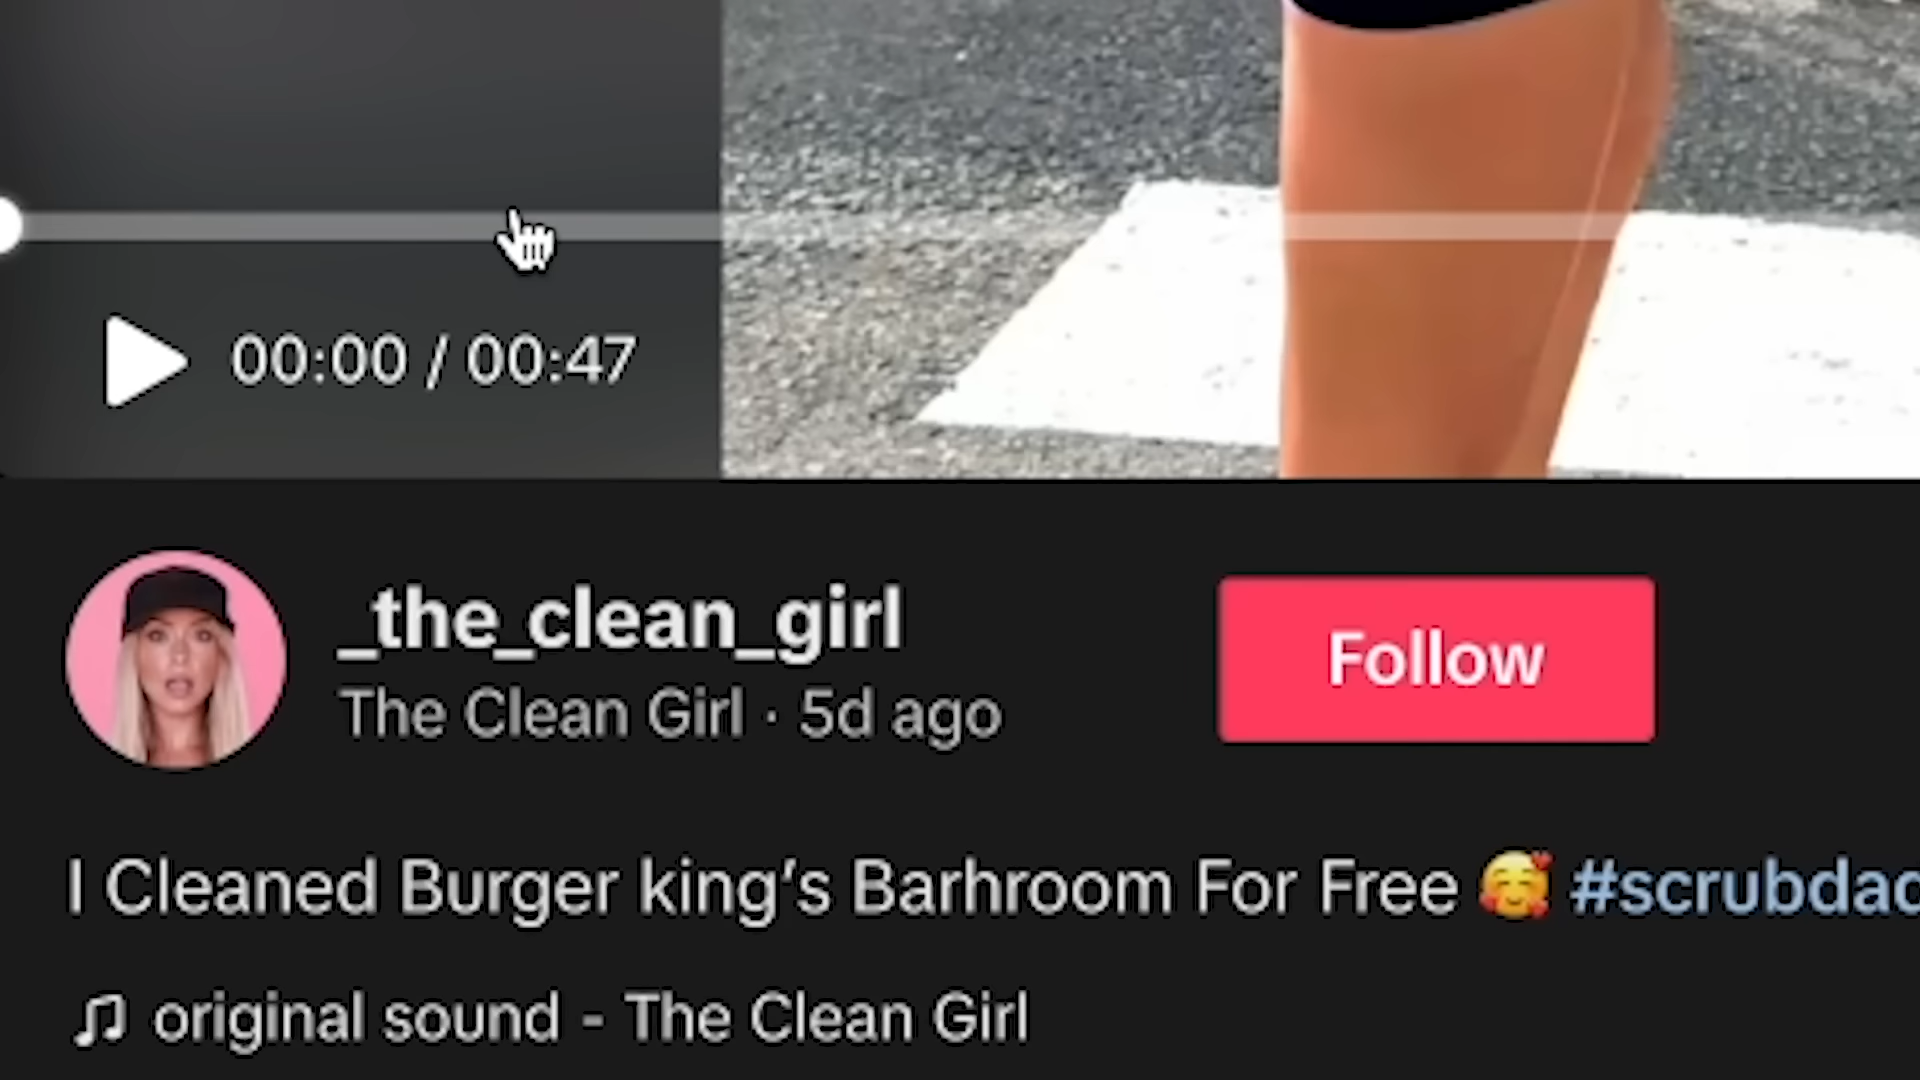 00:00 / 00:47
_the_clean_girl
The Clean Girl · 5d ago
Follow
I Cleaned Burger king’s Barhroom For Free 🥰 #scrubdad
original sound - The Clean Girl